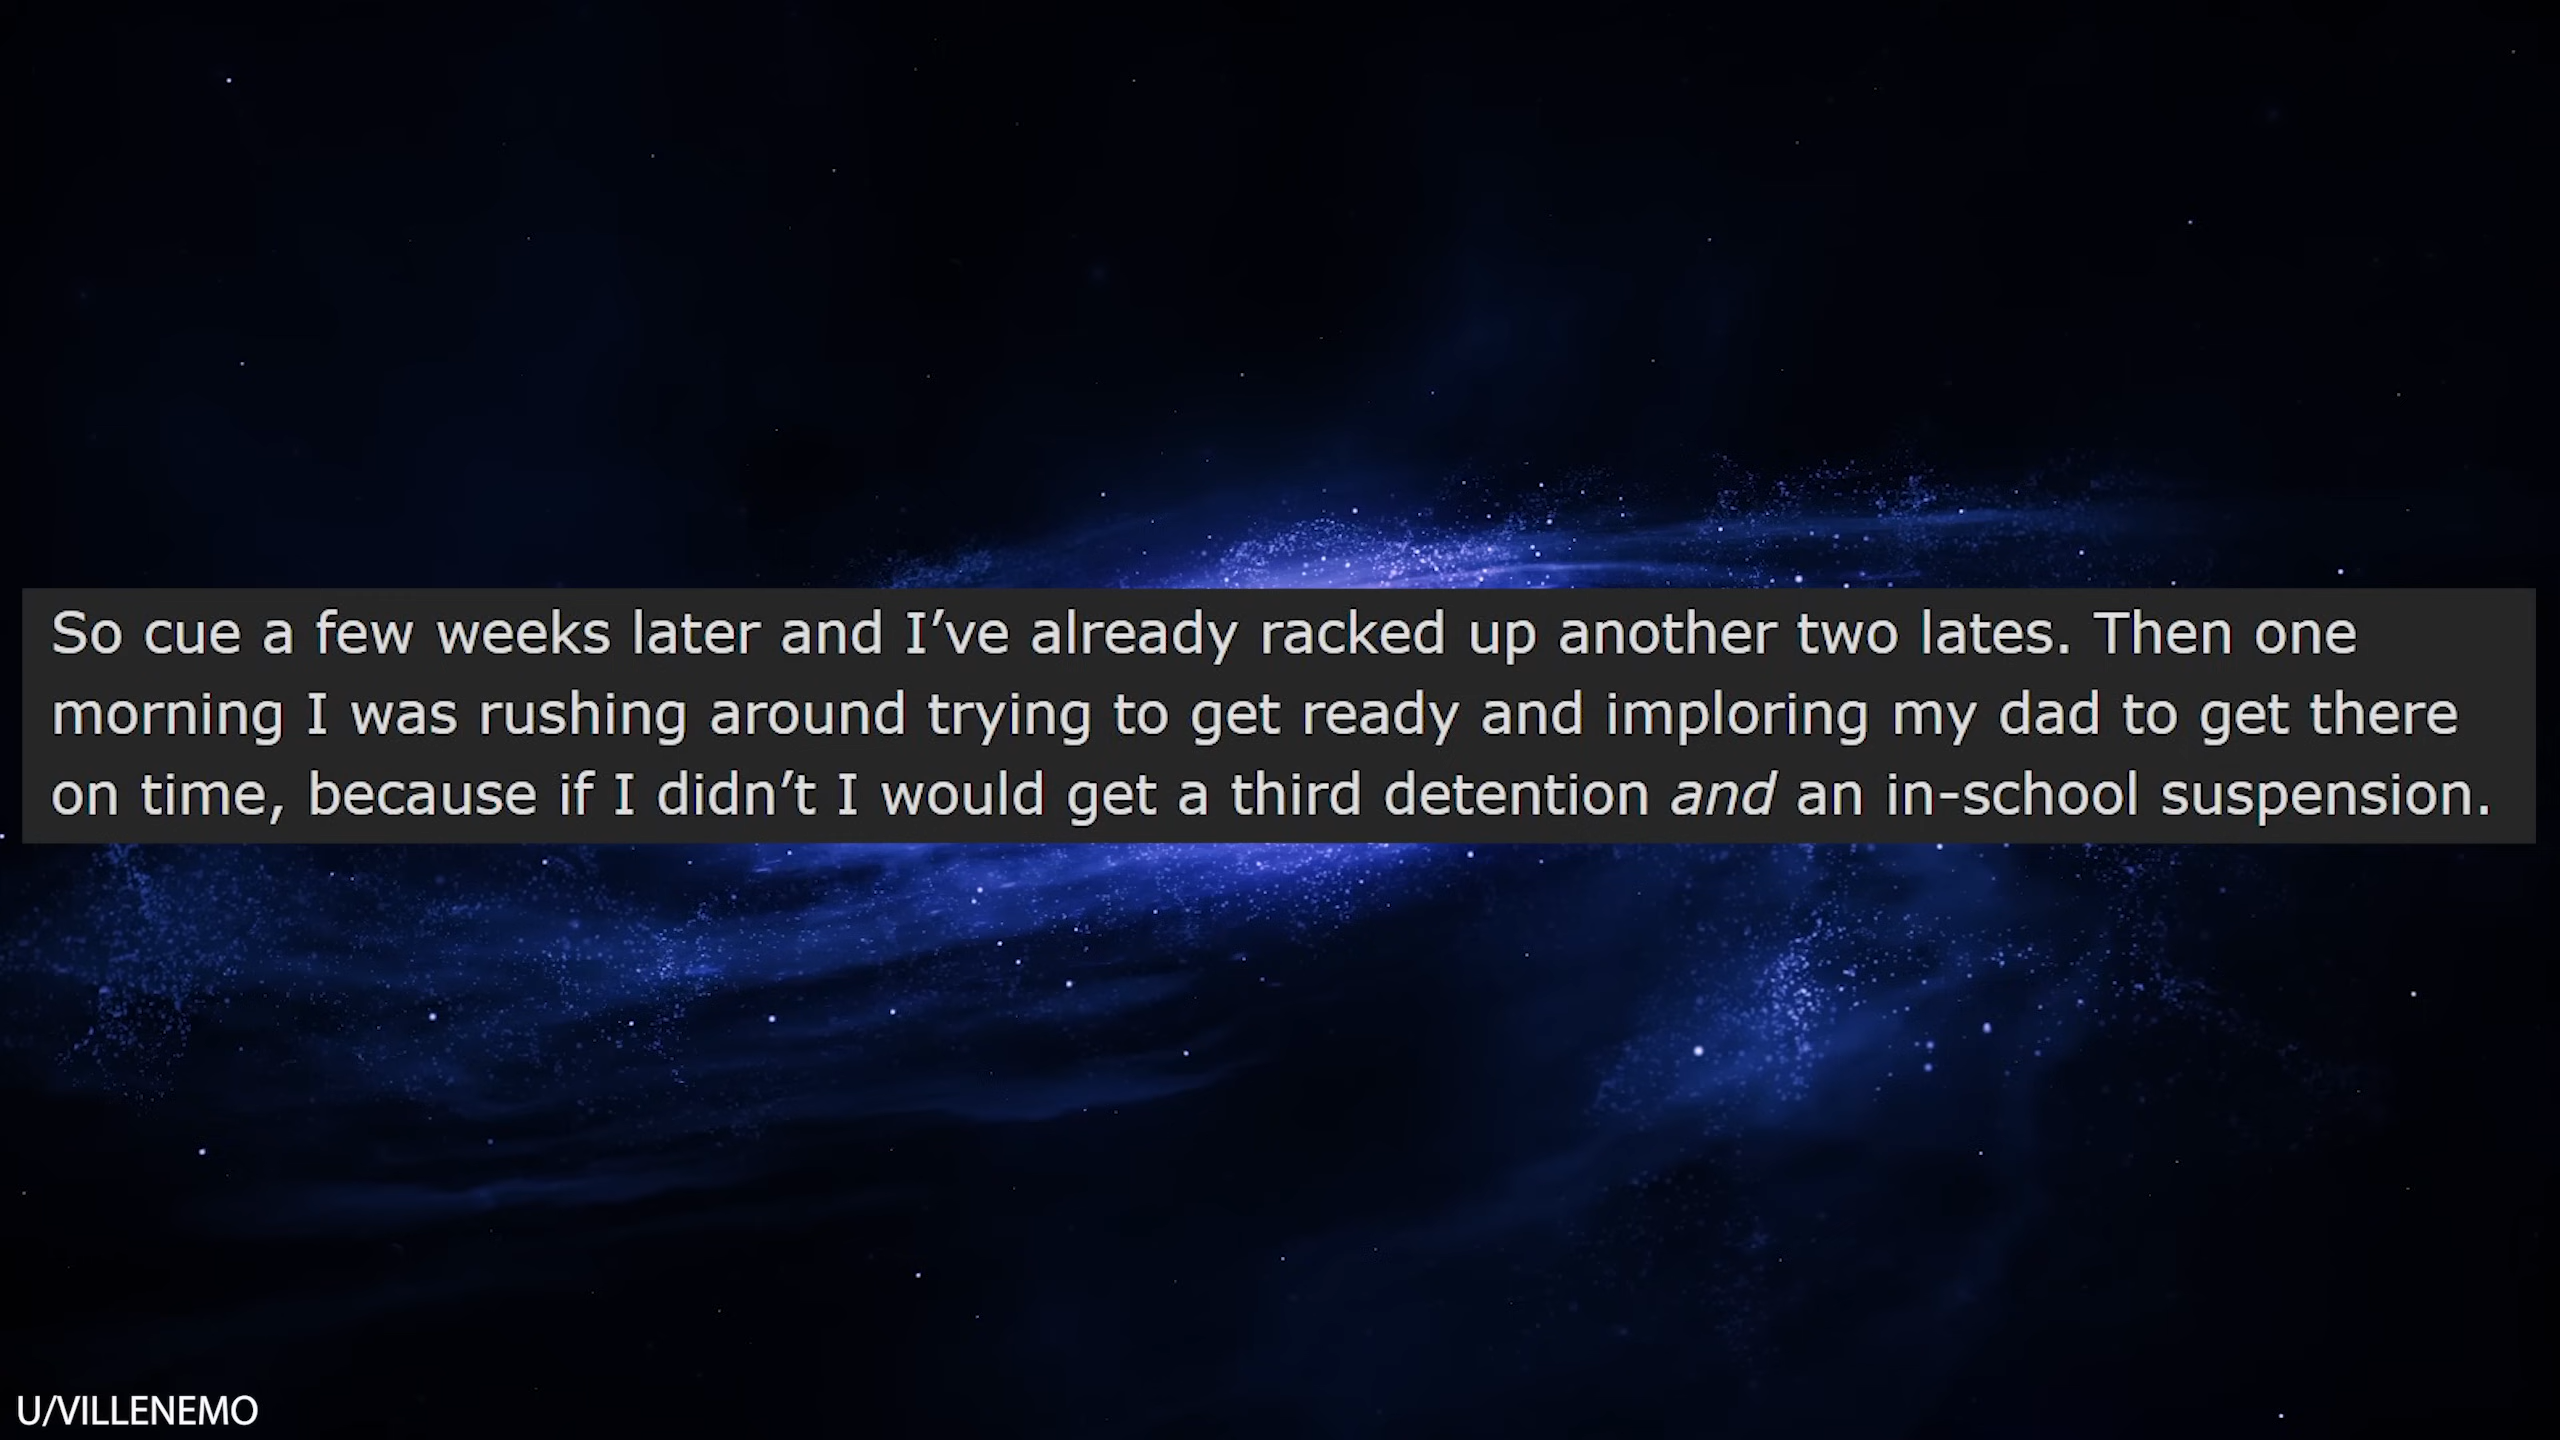 So cue a few weeks later and I’ve already racked up another two lates. Then one
morning I was rushing around trying to get ready and imploring my dad to get there
on time, because if I didn’t I would get a third detention and an in-school suspension.
U/VILLENEMO